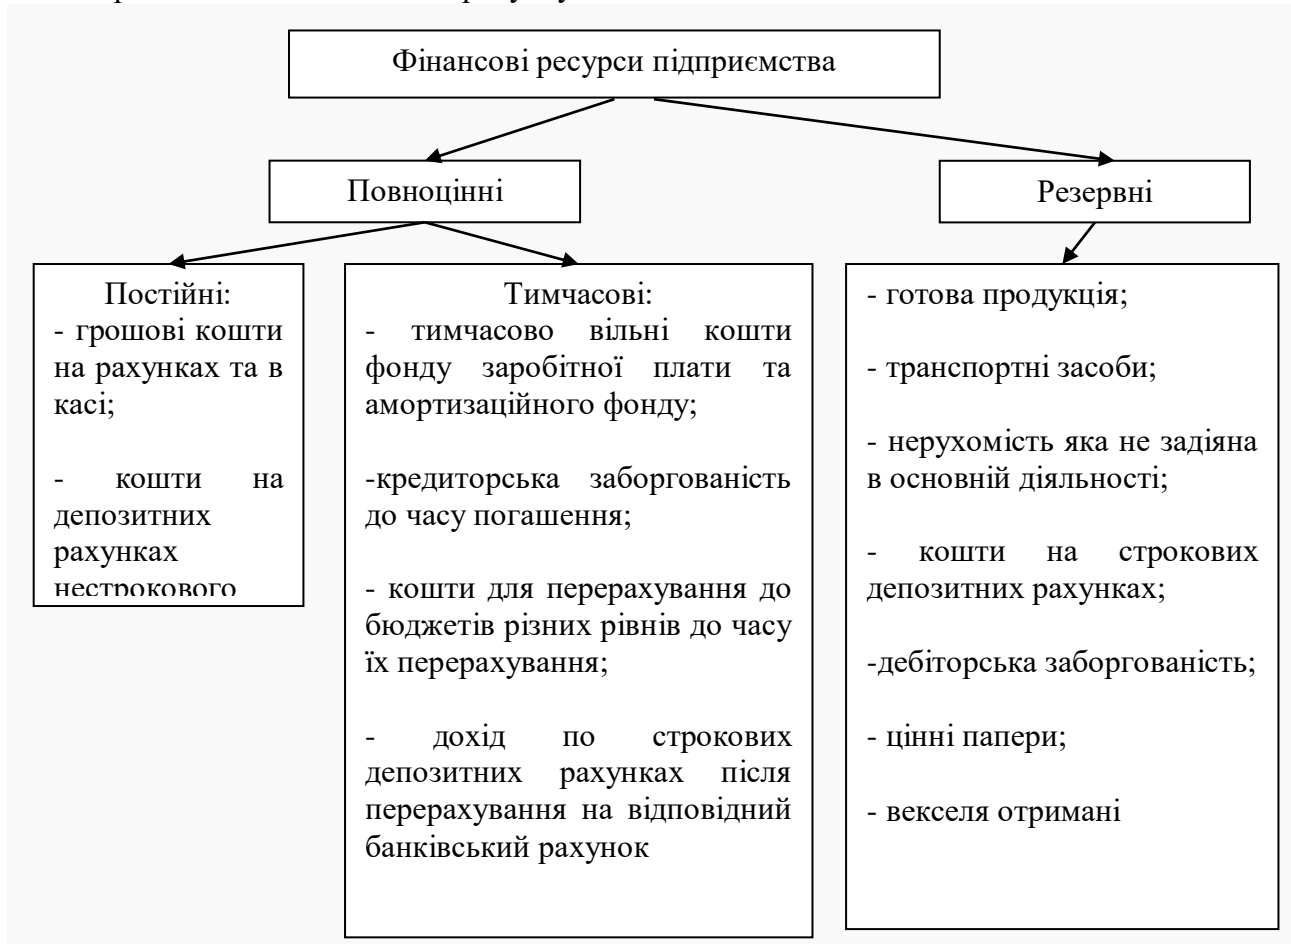 Фінансові ресурси підприємства
Повноцінні
Резервні
Постійні:
- грошові кошти
на рахунках та в
касі;
- кошти на
депозитних
рахунках
нестрокового
Тимчасові:
- тимчасово вільні кошти
фонду заробітної плати та
амортизаційного фонду;
-кредиторська заборгованість
до часу погашення;
- кошти для перерахування до
бюджетів різних рівнів до часу
їх перерахування;
- дохід по строкових
депозитних рахунках після
перерахування на відповідний
банківський рахунок
- готова продукція;
- транспортні засоби;
- нерухомість яка не задіяна
в основній діяльності;
- кошти на строкових
депозитних рахунках;
-дебіторська заборгованість;
- цінні папери;
- векселя отримані